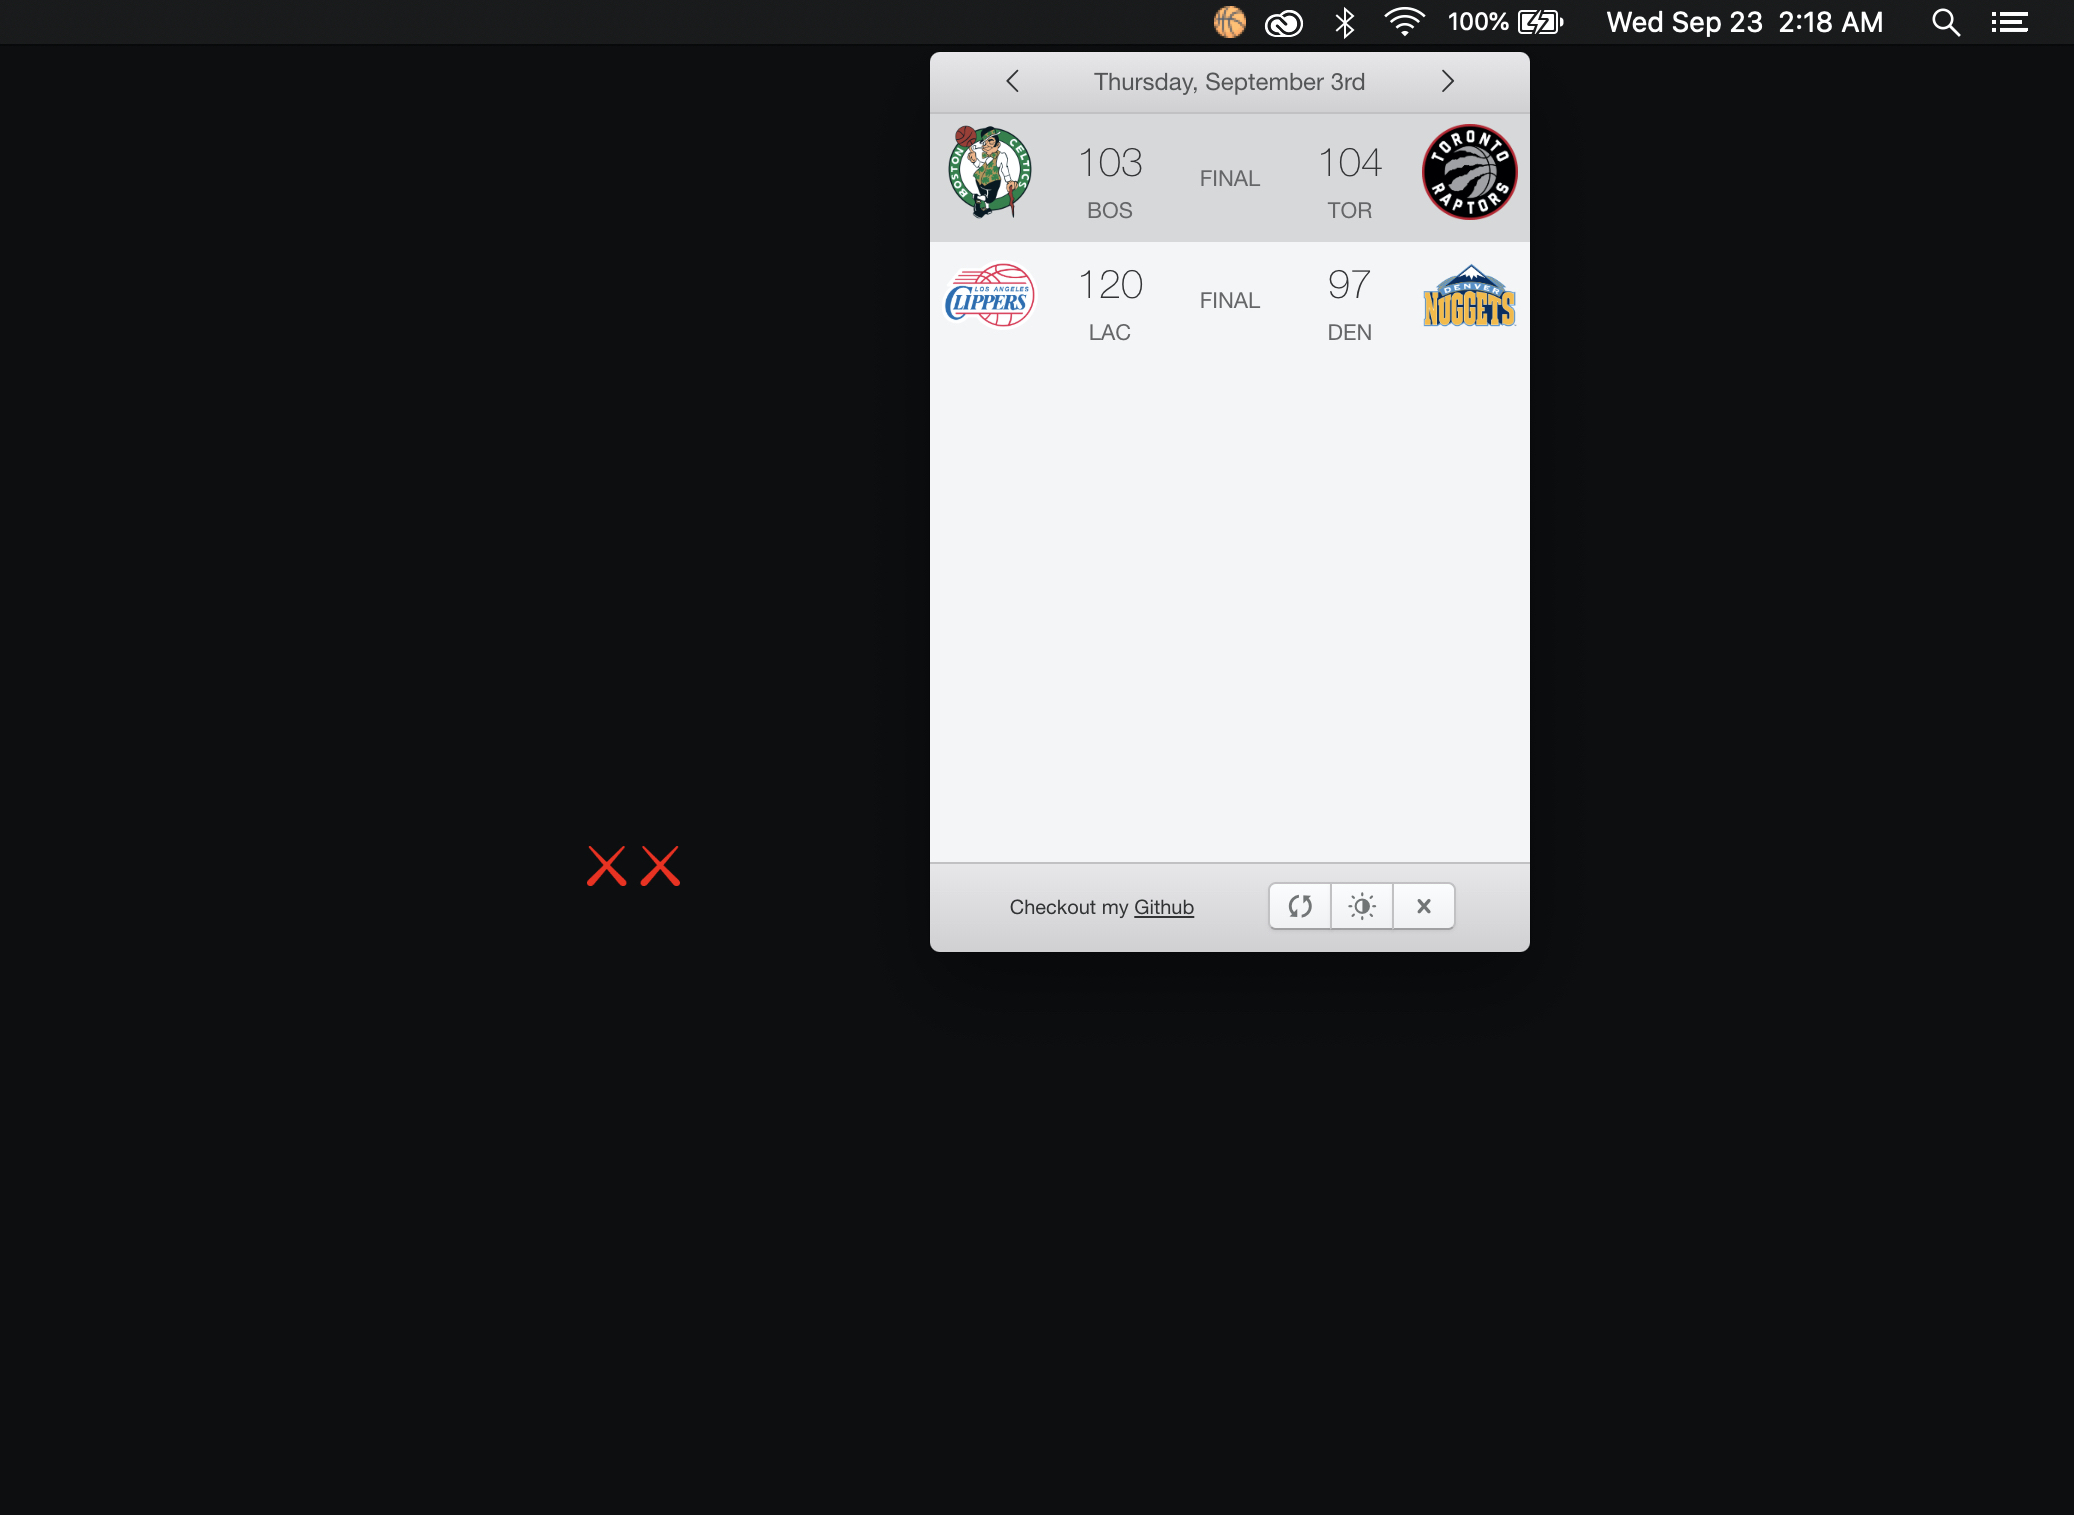 100% Wed Sep 23 2:18 AM
Thursday, September 3rd
BOSTON CELTICS
103 FINAL 104
BOS TOR
TORONTO RAPTORS
LOS ANGELES CLIPPERS
120 FINAL 97
LAC DEN
DENVER NUGGETS
Checkout my Github